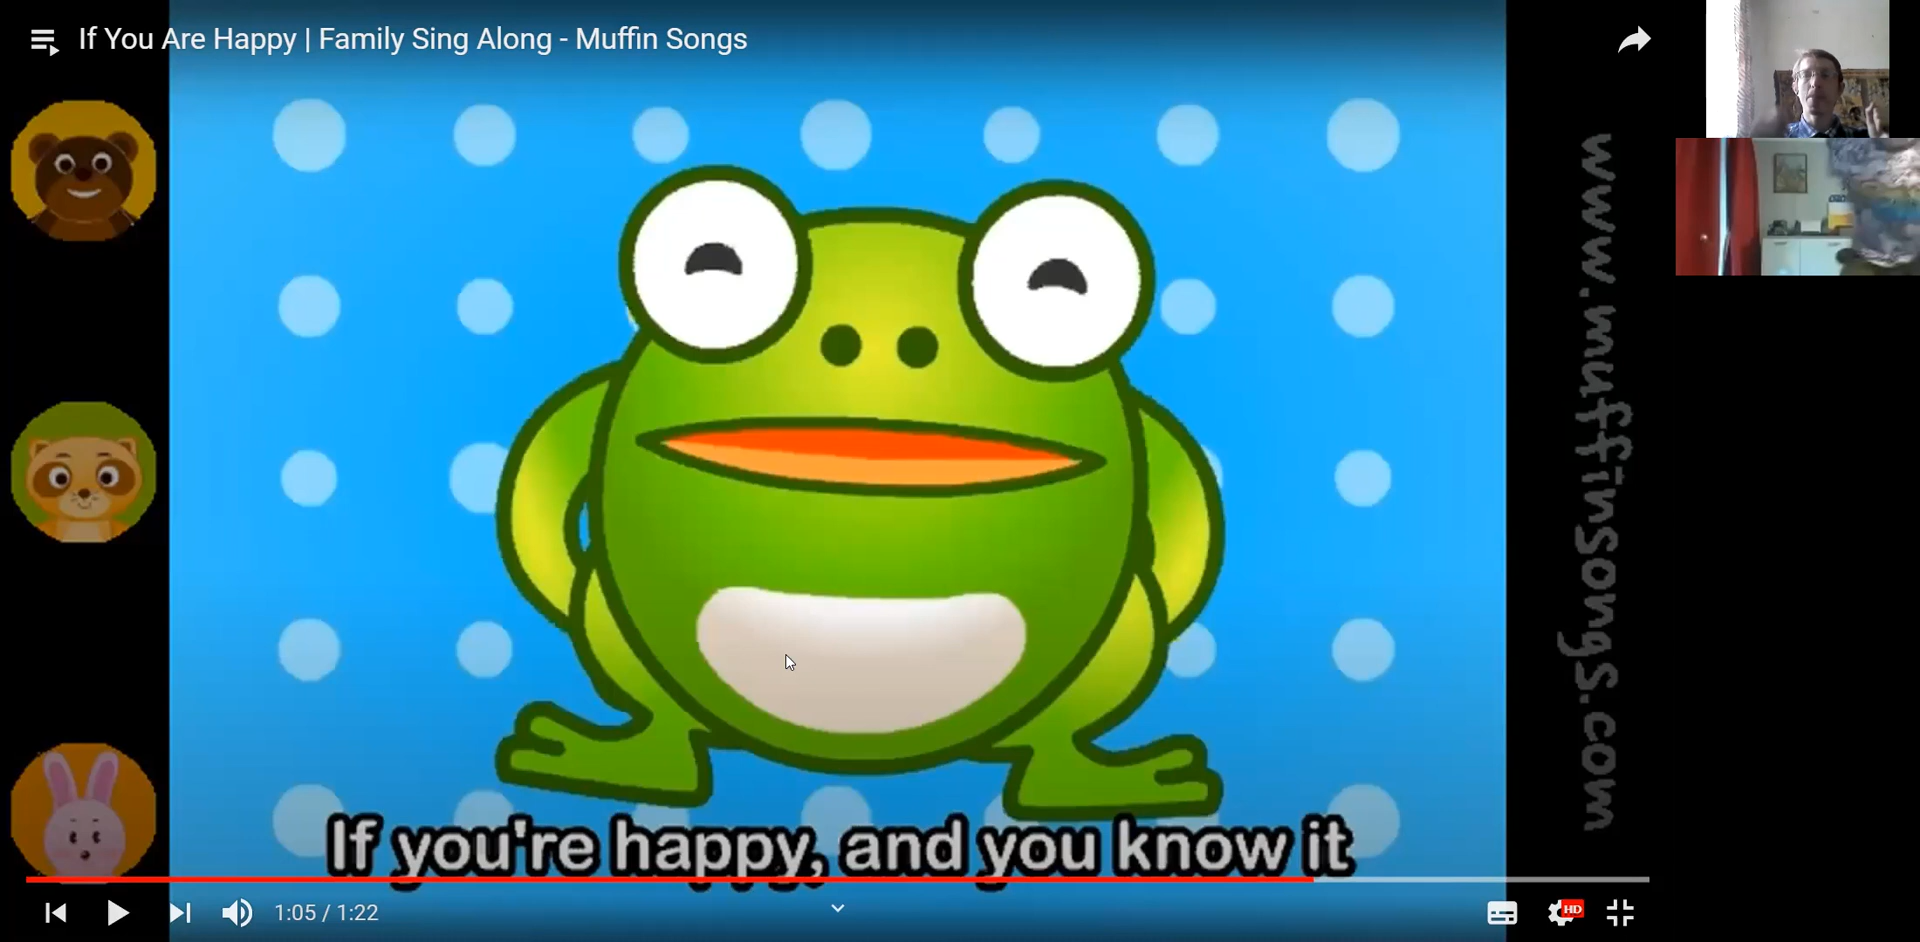 If You Are Happy | Family Sing Along - Muffin Songs
www.muffinsongs.com
If you're happy, and you know it
1:05 / 1:22
HD